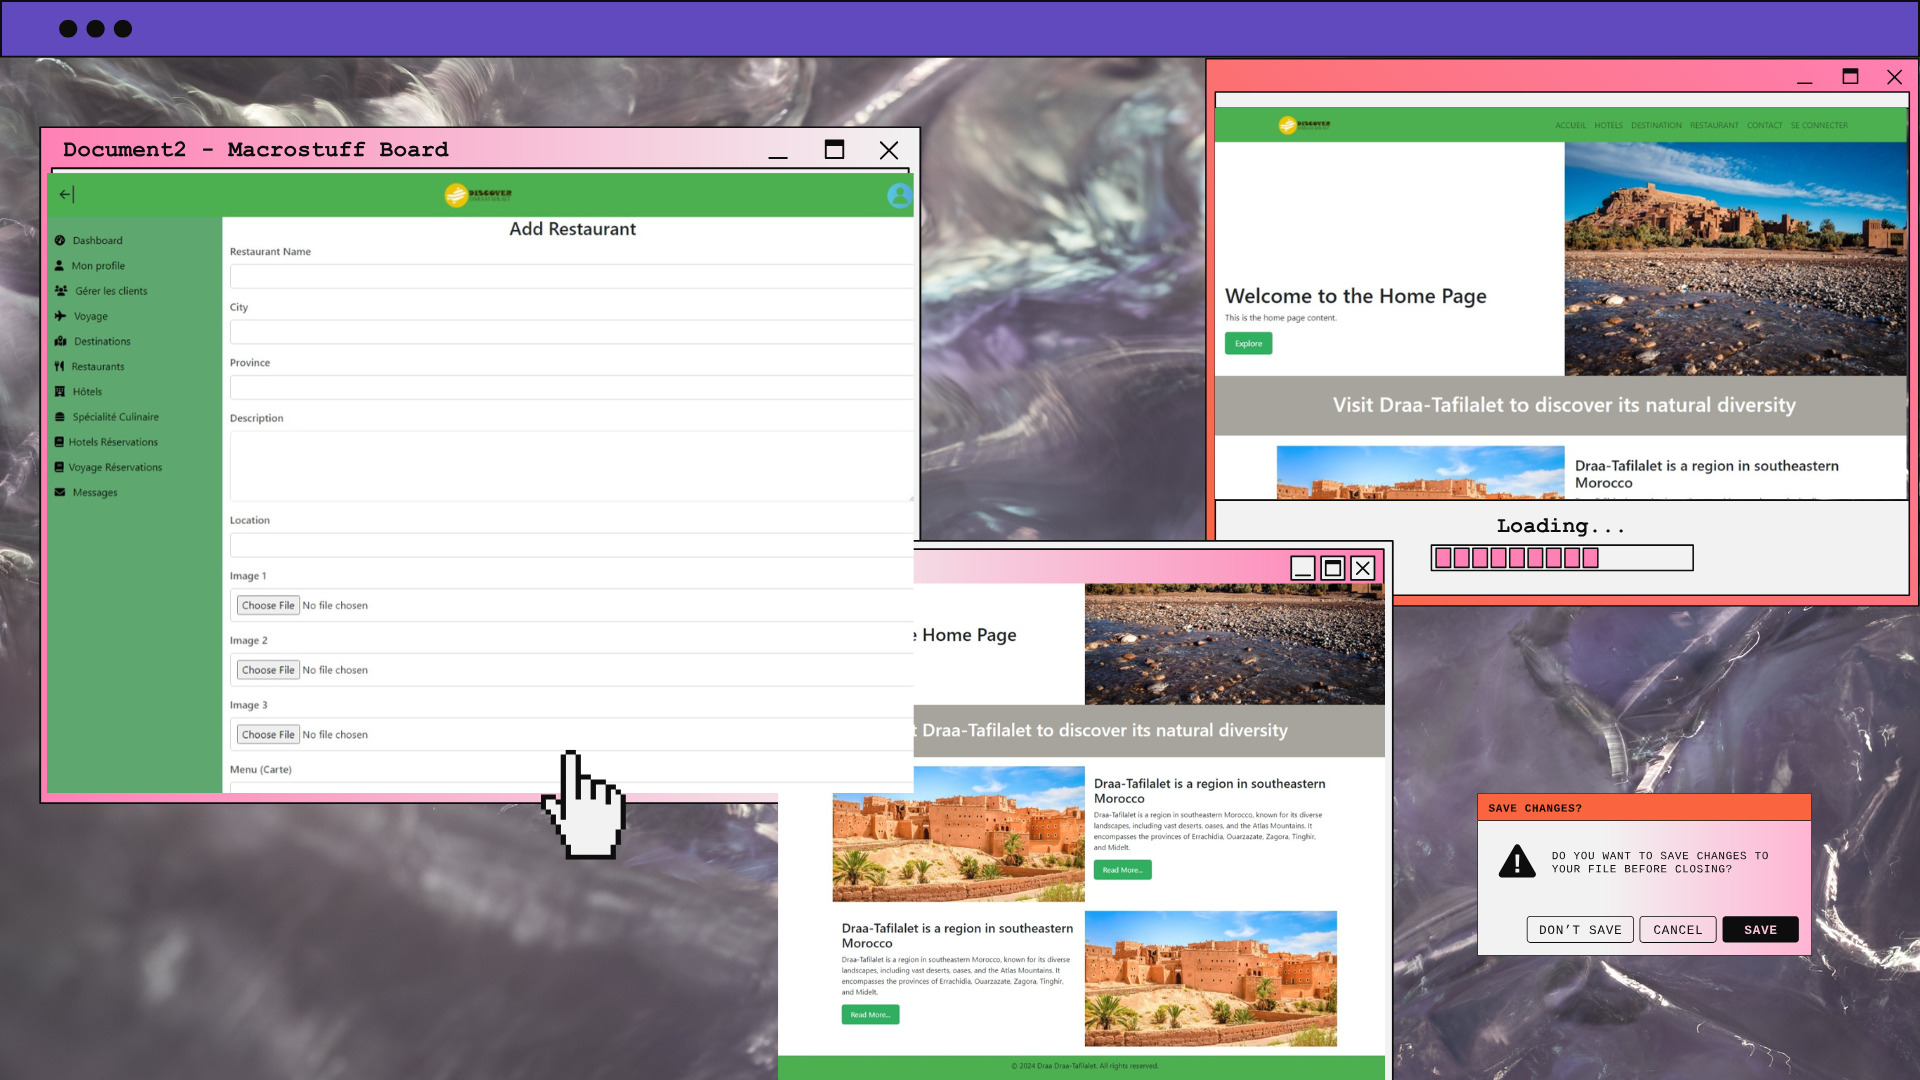 Document2 - Macrostuff Board
DISCOVER
Add Restaurant
Dashboard
Mon profile
Gérer les clients
Voyage
Destinations
Restaurants
Hôtels
Spécialité Culinaire
Hotels Réservations
Voyage Réservations
Messages
Restaurant Name
City
Province
Description
Location
Image 1
Choose File No file chosen
Image 2
Choose File No file chosen
Image 3
Choose File No file chosen
Menu (Carte)
DISCOVER
ACCUEIL HOTELS DESTINATION RESTAURANT CONTACT SE CONNECTER
Welcome to the Home Page
This is the home page content.
Explore
Visit Draa-Tafilalet to discover its natural diversity
Draa-Tafilalet is a region in southeastern
Morocco
Loading...
Home Page
Draa-Tafilalet to discover its natural diversity
Draa-Tafilalet is a region in southeastern
Morocco
Draa-Tafilalet is a region in southeastern Morocco, known for its diverse
landscapes, including vast deserts, oases, and the Atlas Mountains. It
encompasses the provinces of Errachidia, Ouarzazate, Zagora, Tinghir,
and Midelt.
Read More...
Draa-Tafilalet is a region in southeastern
Morocco
Draa-Tafilalet is a region in southeastern Morocco, known for its diverse
landscapes, including vast deserts, oases, and the Atlas Mountains. It
encompasses the provinces of Errachidia, Ouarzazate, Zagora, Tinghir,
and Midelt.
Read More...
© 2024 Draa Draa-Tafilalet. All rights reserved.
SAVE CHANGES?
DO YOU WANT TO SAVE CHANGES TO
YOUR FILE BEFORE CLOSING?
DON'T SAVE CANCEL SAVE